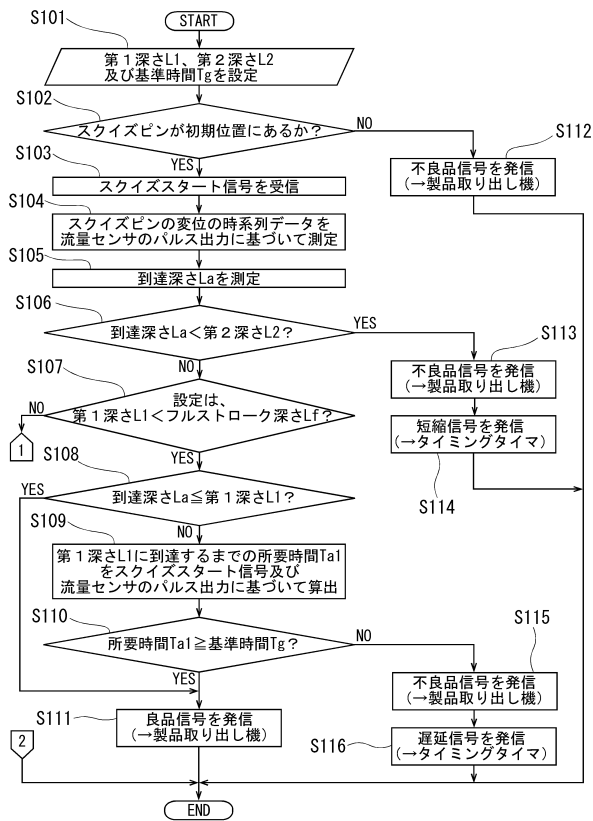 S101
START
第１深さL1、第２深さL2
及び基準時間Tgを設定
S102
スクイズピンが初期位置にあるか？
NO
YES
S112
不良品信号を発信
(→製品取り出し機)
S103
スクイズスタート信号を受信
S104
スクイズピンの変位の時系列データを
流量センサのパルス出力に基づいて測定
S105
到達深さLaを測定
S106
到達深さLa＜第２深さL2？
YES
NO
S113
不良品信号を発信
(→製品取り出し機)
短縮信号を発信
(→タイミングタイマ)
S114
S107
設定は、
第１深さL1＜フルストローク深さLf？
NO
1
YES
S108
到達深さLa≦第１深さL1？
YES
NO
S109
第１深さL1に到達するまでの所要時間Ta1
をスクイズスタート信号及び
流量センサのパルス出力に基づいて算出
S110
所要時間Ta1≧基準時間Tg？
NO
YES
S115
不良品信号を発信
(→製品取り出し機)
S111
良品信号を発信
(→製品取り出し機)
S116
遅延信号を発信
(→タイミングタイマ)
2
END